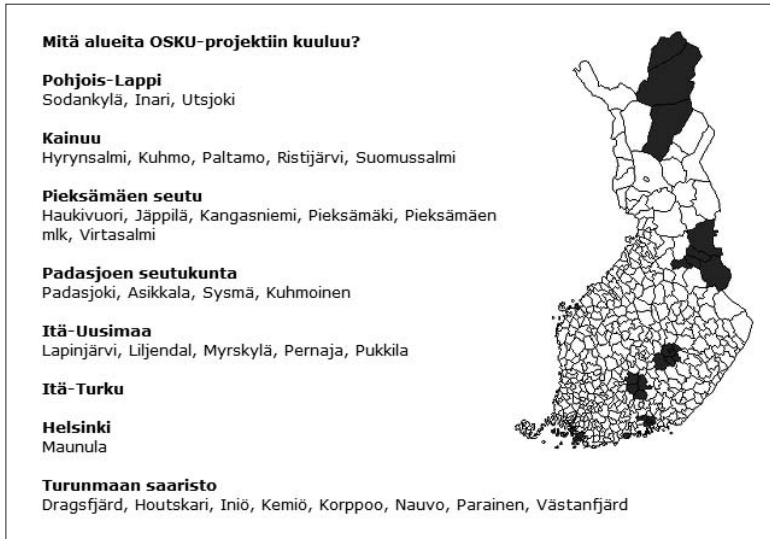 Mitä alueita OSKU-projektiin kuuluu?
Pohjois-Lappi
Sodankylä, Inari, Utsjoki
Kainuu
Hyrynsalmi, Kuhmo, Paltamo, Ristijärvi, Suomussalmi
Pieksämäen seutu
Haukivuori, Jäppilä, Kangasniemi, Pieksämäki, Pieksämäen
mlk, Virtasalmi
Padasjoen seutukunta
Padasjoki, Asikkala, Sysmä, Kuhmoinen
Itä-Uusimaa
Lapinjärvi, Liljendal, Myrskylä, Pernaja, Pukkila
Itä-Turku
Helsinki
Maunula
Turunmaan saaristo
Dragsfjärd, Houtskari, Iniö, Kemiö, Korppoo, Nauvo, Parainen, Västanfjärd